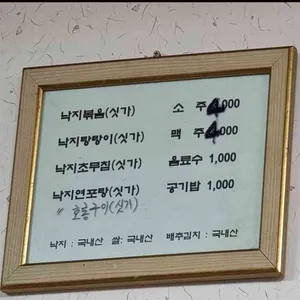 낙지볶음(싯가) 소 주 4,000
낙지탕탕이(싯가) 맥 주 4,000
낙지초무침(싯가) 음료수 1,000
낙지연포탕(싯가) 공기밥 1,000
〃 호롱구이(싯가)
낙지 : 국내산 쌀: 국내산 배추김치 : 국내산